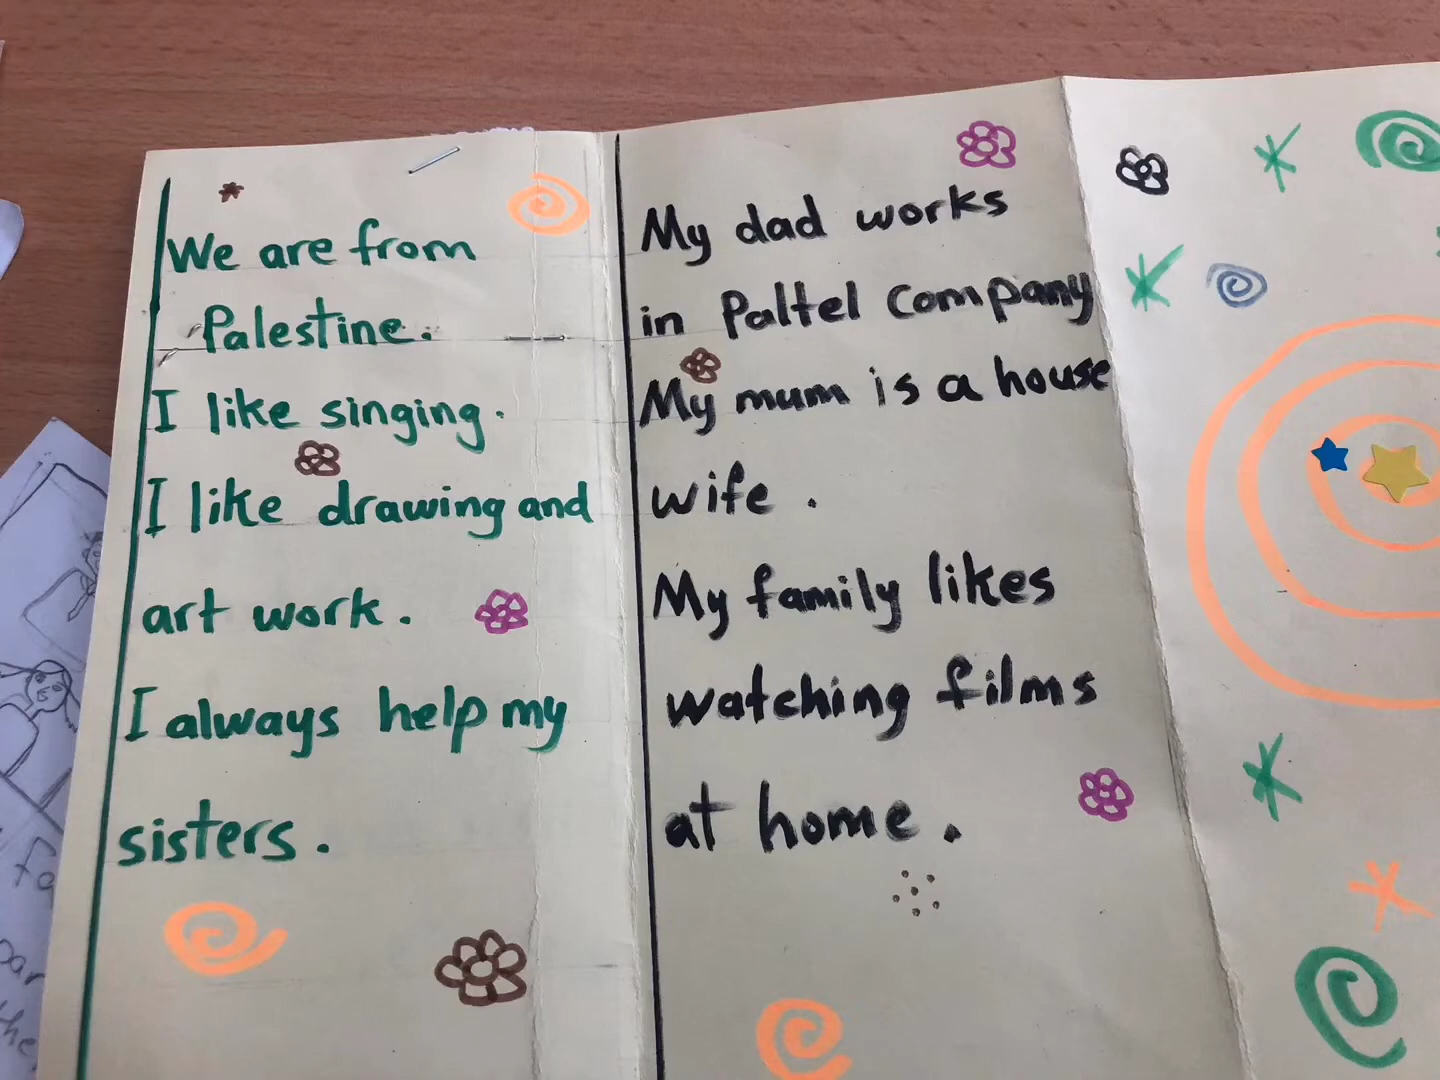 We are from
Palestine.
I like singing.
I like drawing and
art work.
I always help my
sisters.
My dad works
in Paltel Company
My mum is a house
wife.
My family likes
watching films
at home.